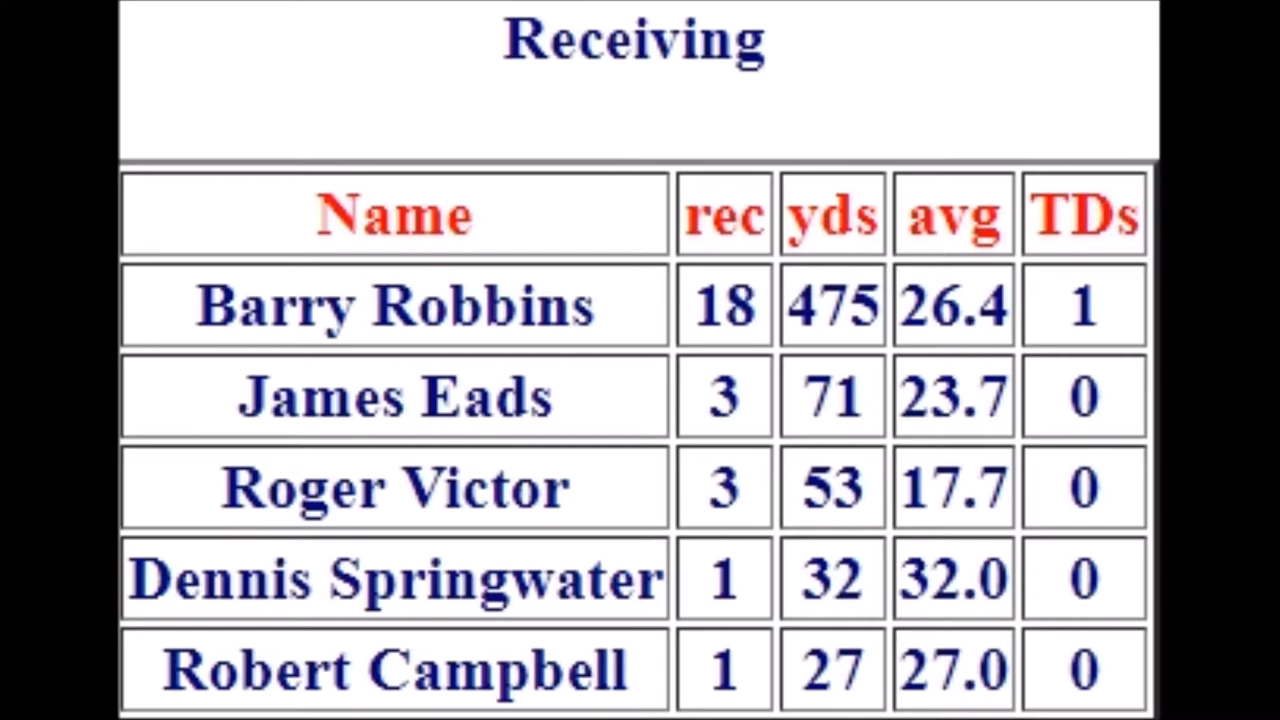 Receiving
Name rec yds avg TDs
Barry Robbins 18 475 26.4 1
James Eads 3 71 23.7 0
Roger Victor 3 53 17.7 0
Dennis Springwater 1 32 32.0 0
Robert Campbell 1 27 27.0 0